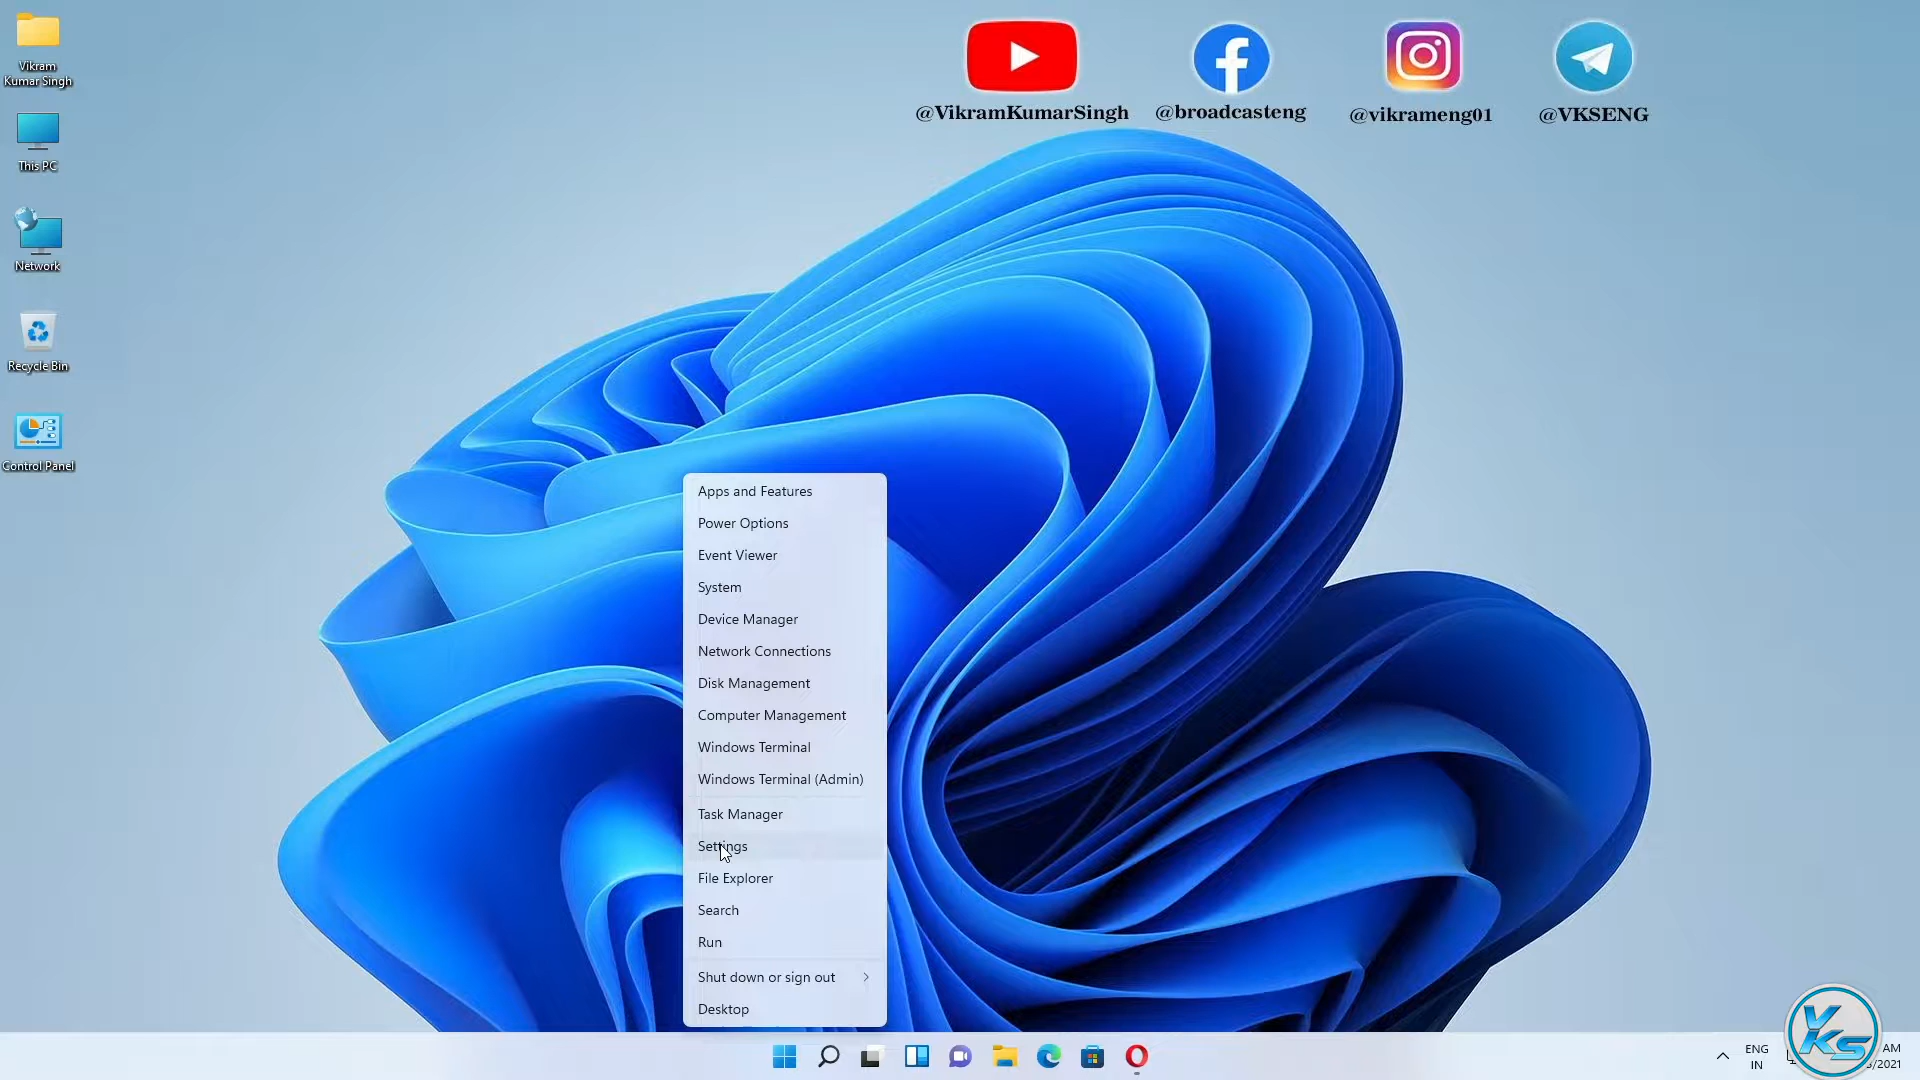 Vikram
Kumar Singh
This PC
Network
Recycle Bin
Control Panel
@VikramKumarSingh
@broadcasteng
@vikrameng01
@VKSENG
Apps and Features
Power Options
Event Viewer
System
Device Manager
Network Connections
Disk Management
Computer Management
Windows Terminal
Windows Terminal (Admin)
Task Manager
Settings
File Explorer
Search
Run
Shut down or sign out
Desktop
ENG
IN
AM
/2021
VKS